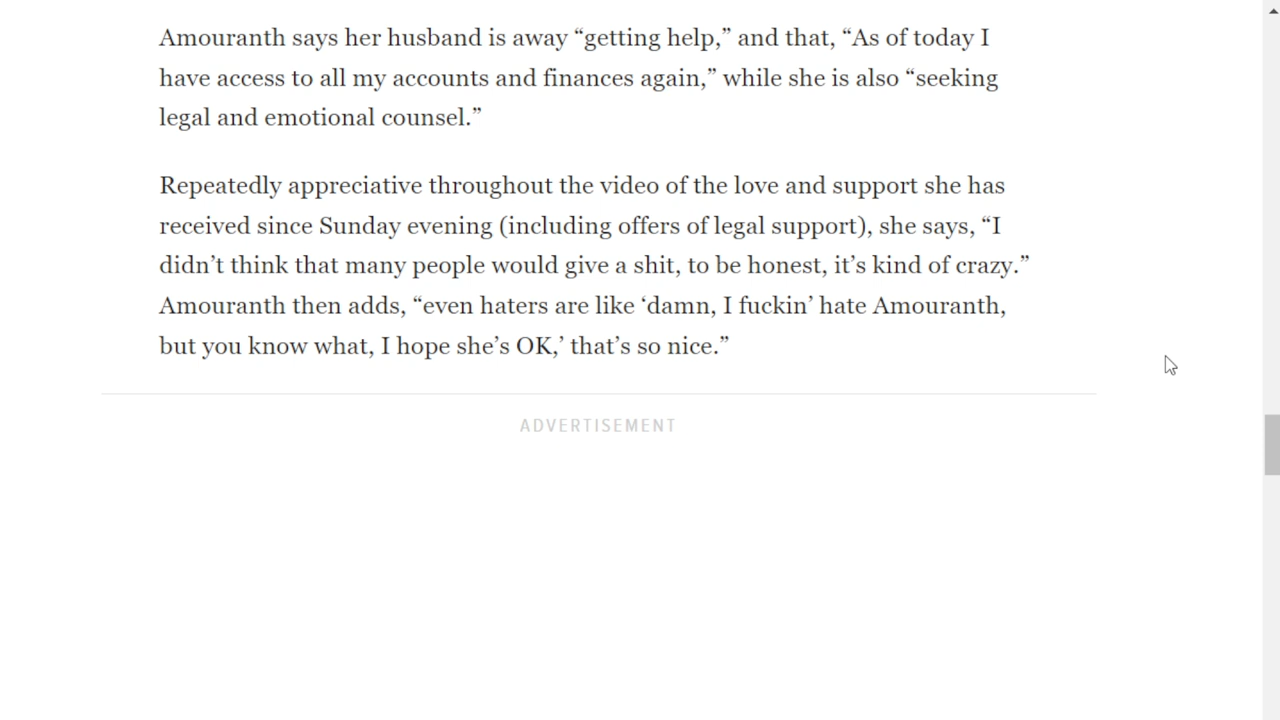 Amouranth says her husband is away “getting help,” and that, “As of today I
have access to all my accounts and finances again,” while she is also “seeking
legal and emotional counsel.”
Repeatedly appreciative throughout the video of the love and support she has
received since Sunday evening (including offers of legal support), she says, “I
didn’t think that many people would give a shit, to be honest, it’s kind of crazy.”
Amouranth then adds, “even haters are like ‘damn, I fuckin’ hate Amouranth,
but you know what, I hope she’s OK,’ that’s so nice.”
ADVERTISEMENT